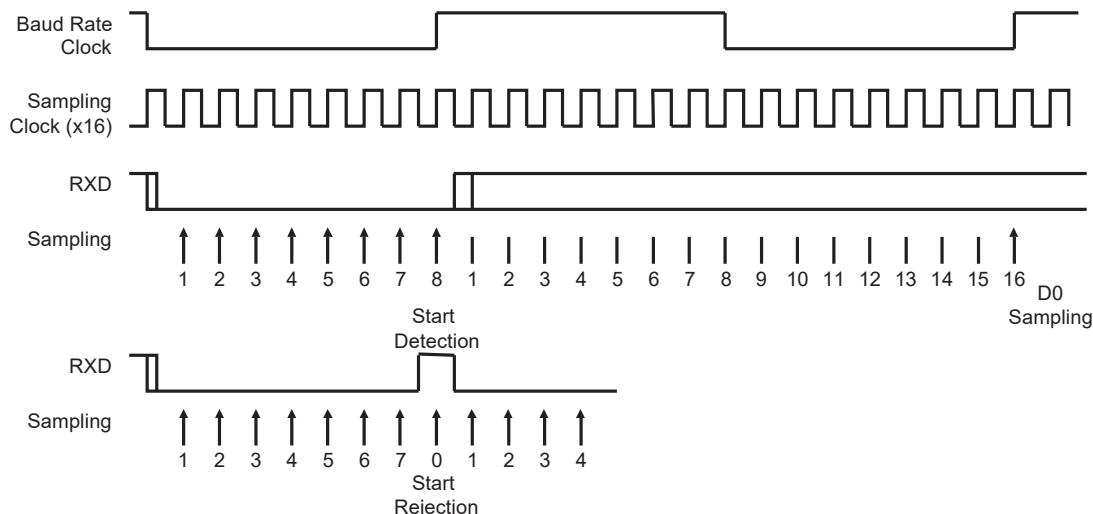 Baud Rate
Clock
Sampling
Clock (x16)
RXD
Sampling
1 2 3 4 5 6 7 8 1 2 3 4 5 6 7 8 9 10 11 12 13 14 15 16
D0
Sampling
Start
Detection
RXD
Sampling
1 2 3 4 5 6 7 0 1 2 3 4
Start
Rejection